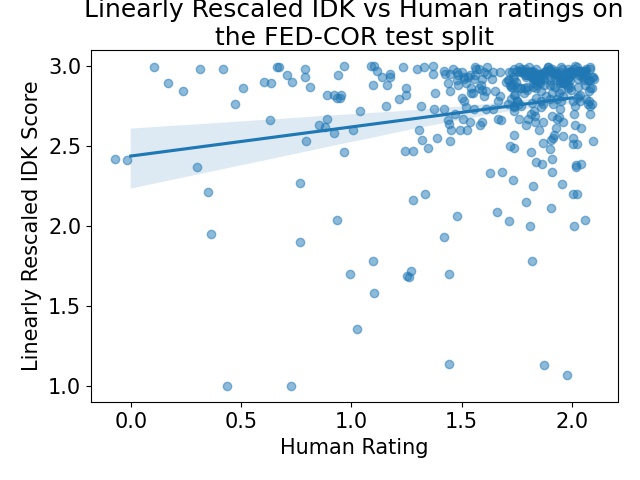 Linearly Rescaled IDK vs Human ratings on
the FED-COR test split
3.0
2.5
2.0
1.5
1.0
Linearly Rescaled IDK Score
0.0 0.5 1.0 1.5 2.0
Human Rating